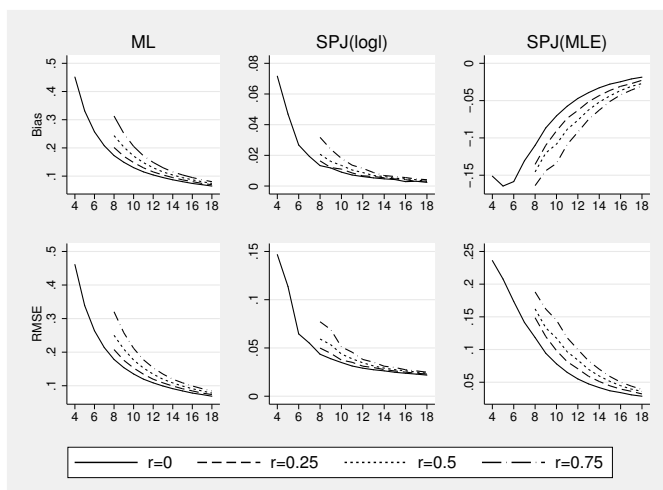 ML
SPJ(logl)
SPJ(MLE)
Bias
.1 .2 .3 .4 .5
4 6 8 10 12 14 16 18
0 .02 .04 .06 .08
4 6 8 10 12 14 16 18
−.15 −.1 −.05 0
4 6 8 10 12 14 16 18
RMSE
.1 .2 .3 .4 .5
4 6 8 10 12 14 16 18
0 .05 .1 .15
4 6 8 10 12 14 16 18
.05 .1 .15 .2 .25
4 6 8 10 12 14 16 18
r=0 r=0.25 r=0.5 r=0.75